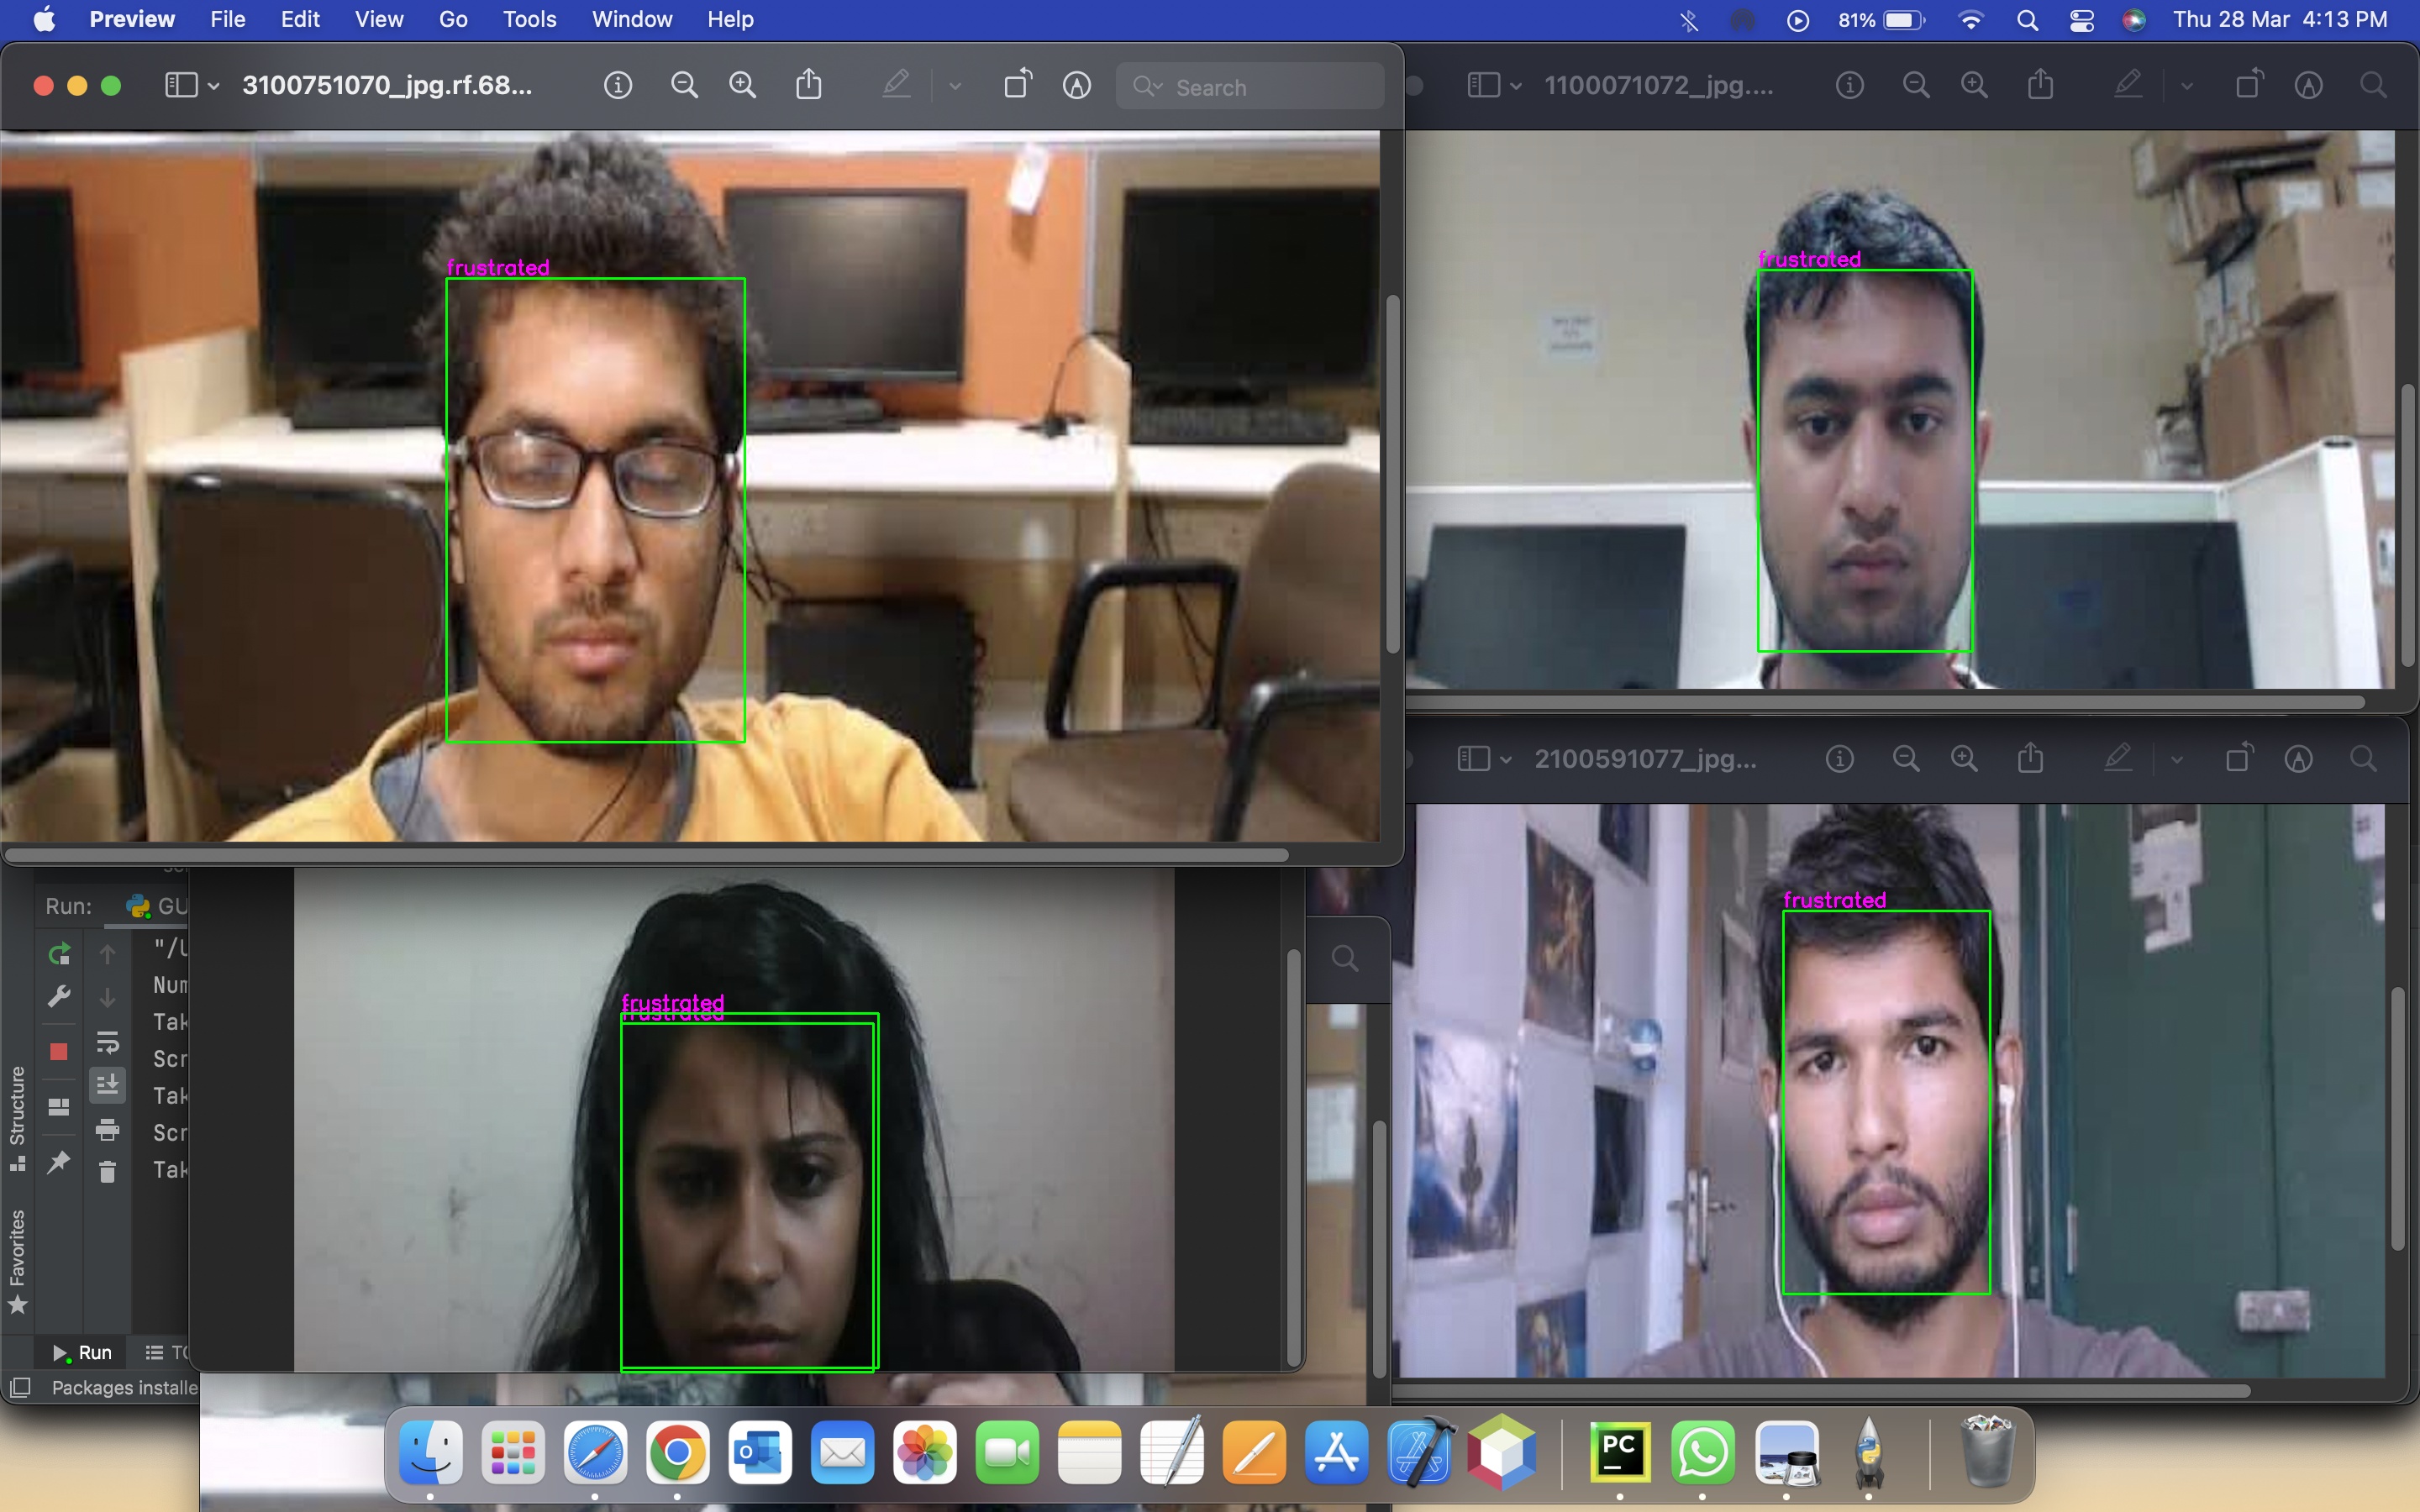 Preview File Edit View Go Tools Window Help 81% Thu 28 Mar 4:13 PM
3100751070_jpg.rf.68... Search
1100071072_jpg....
frustrated
frustrated
2100591077_jpg...
frustrated
Run: GU
"/U
Num
Tak
Scr
Tak
Scr
Tak
frustrated
frustrated
Structure
Favorites
Run TO
Packages installe
PC